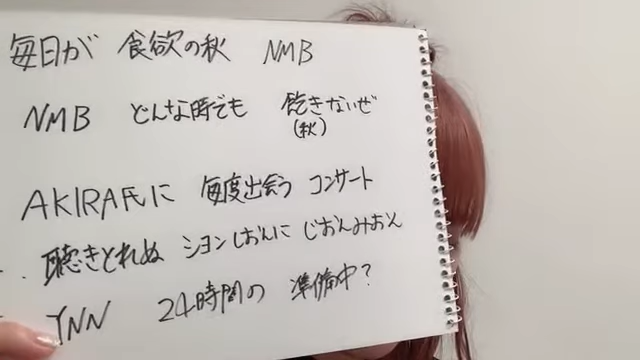 毎日が 食欲の秋 NMB
NMB どんな時でも 飽きないぜ
(秋)
AKIRA氏に 毎度出会う コンサート
聴きとれぬ ションしおんに じおんみおん
YNN 24時間の 準備中?